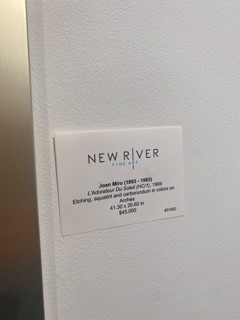 NEW RIVER
FINE ART
Joan Miro (1893 - 1983)
L'Adorateur Du Soleil (HC/1), 1969
Etching, aquatint and carborundum in colors on
Arches
41.30 x 26.60 in
$45,000